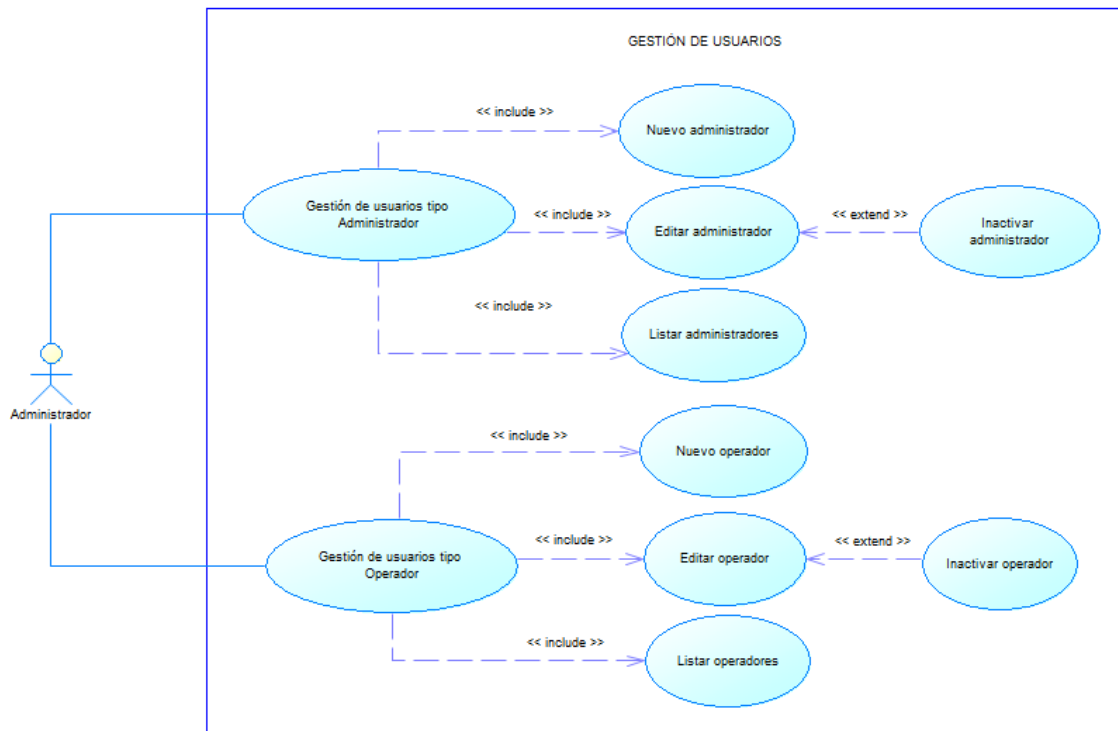 GESTIÓN DE USUARIOS
<< include >>
Nuevo administrador
Gestión de usuarios tipo
Administrador
<< include >>
Editar administrador
<< extend >>
Inactivar
administrador
<< include >>
Listar administradores
Administrador
<< include >>
Nuevo operador
Gestión de usuarios tipo
Operador
<< include >>
Editar operador
<< extend >>
Inactivar operador
<< include >>
Listar operadores